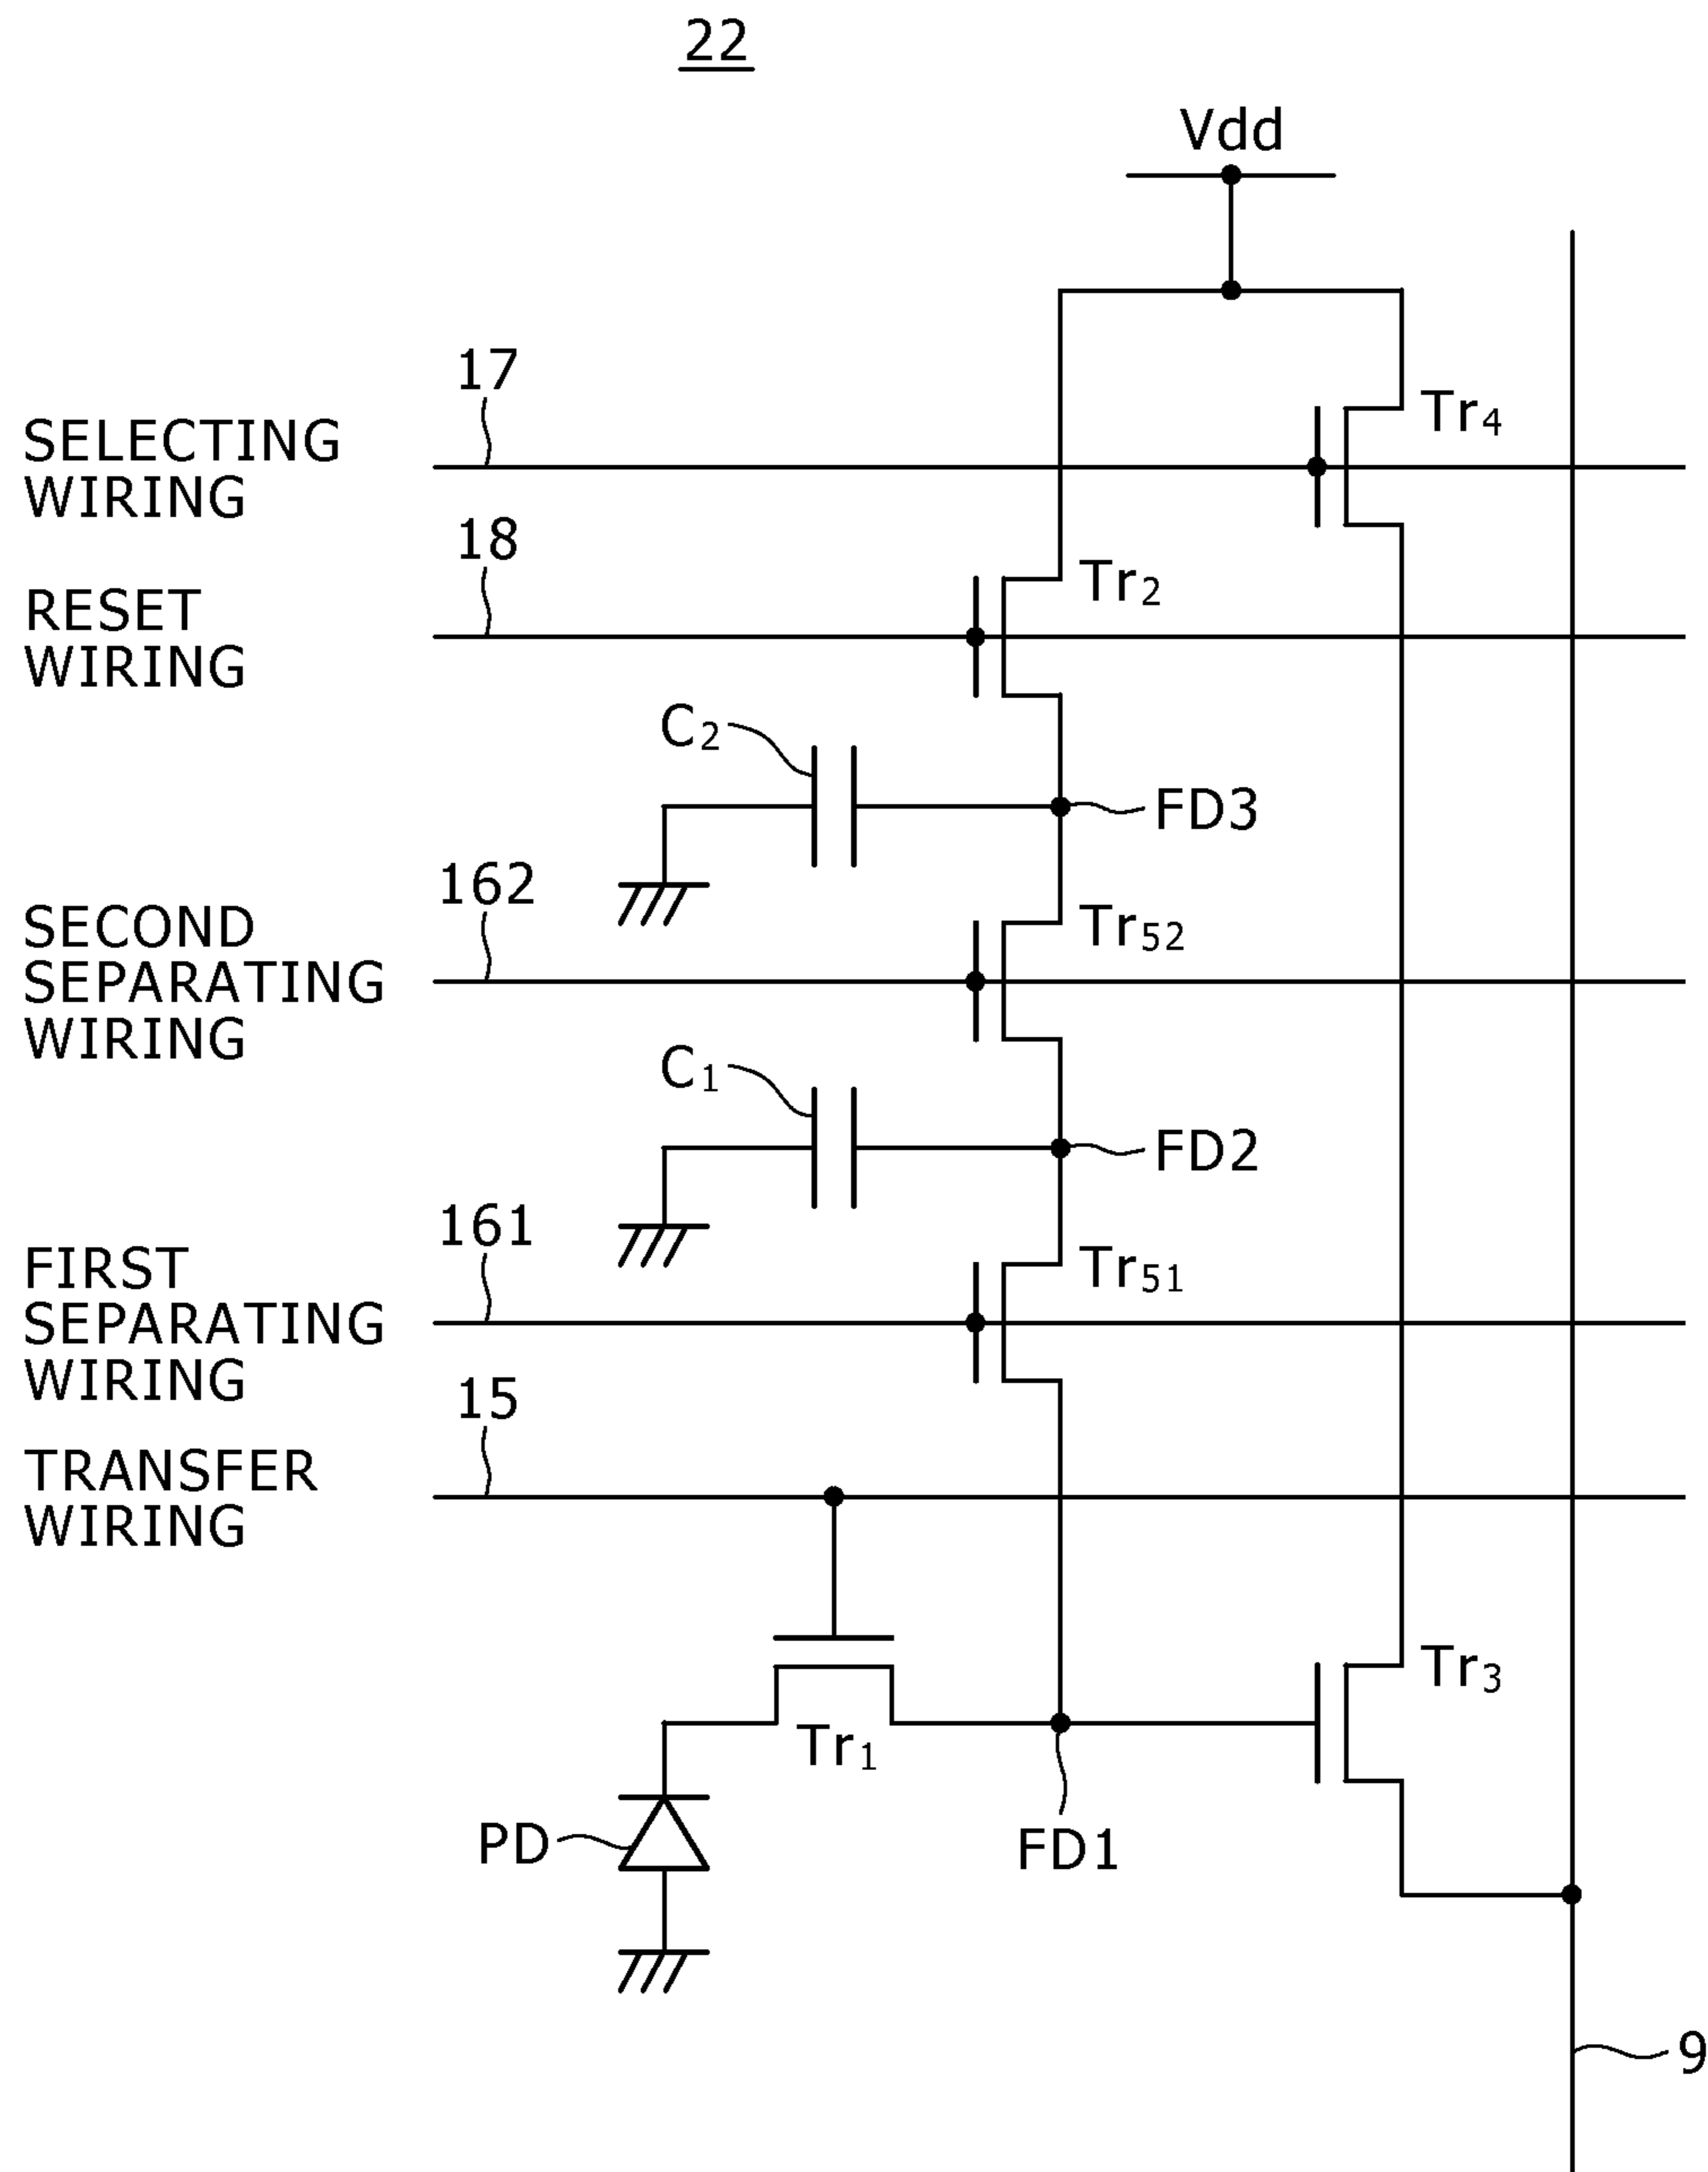 22
Vdd
17
SELECTING
WIRING
Tr4
18
RESET
WIRING
Tr2
C2
FD3
162
SECOND
SEPARATING
WIRING
Tr52
C1
FD2
161
FIRST
SEPARATING
WIRING
Tr51
15
TRANSFER
WIRING
Tr3
Tr1
PD
FD1
9